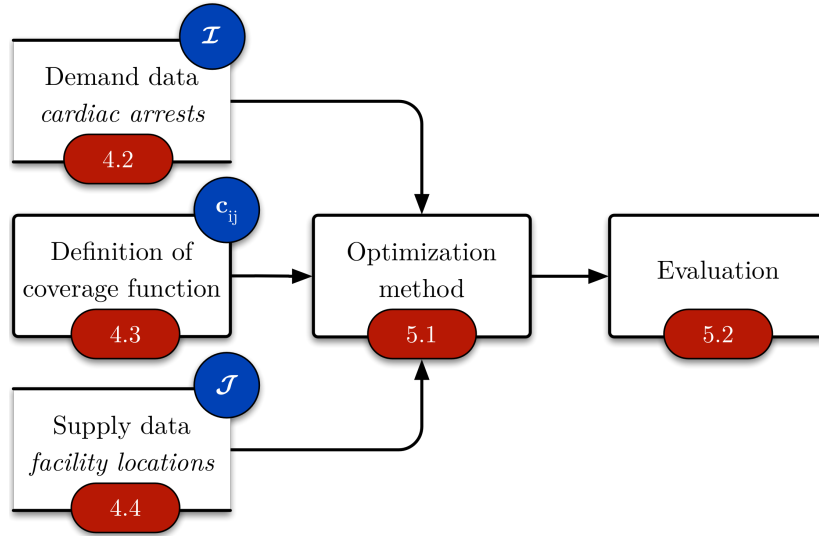 𝓘
Demand data
cardiac arrests
4.2
c_ij
Definition of
coverage function
4.3
𝓙
Supply data
facility locations
4.4
Optimization
method
5.1
Evaluation
5.2